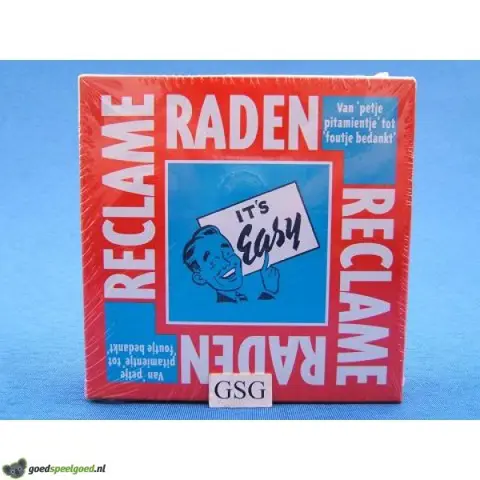 RECLAME
RADEN
Van 'petje
pitamientje' tot
'foutje bedankt'
IT'S
Easy
RECLAME
RADEN
Van 'petje
pitamientje' tot
'foutje bedankt'
GSG
goedspeelgoed.nl